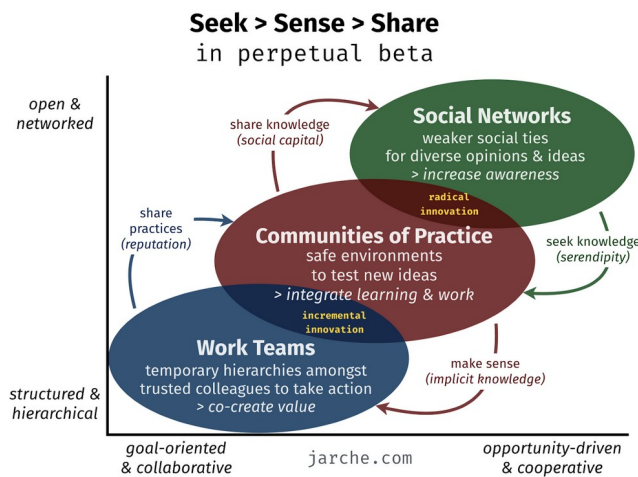 Seek > Sense > Share
in perpetual beta
open &
networked
Social Networks
weaker social ties
for diverse opinions & ideas
> increase awareness
share knowledge
(social capital)
radical
innovation
share
practices
(reputation)
Communities of Practice
safe environments
to test new ideas
> integrate learning & work
seek knowledge
(serendipity)
incremental
innovation
Work Teams
temporary hierarchies amongst
trusted colleagues to take action
> co-create value
make sense
(implicit knowledge)
structured &
hierarchical
goal-oriented
& collaborative
jarche.com
opportunity-driven
& cooperative